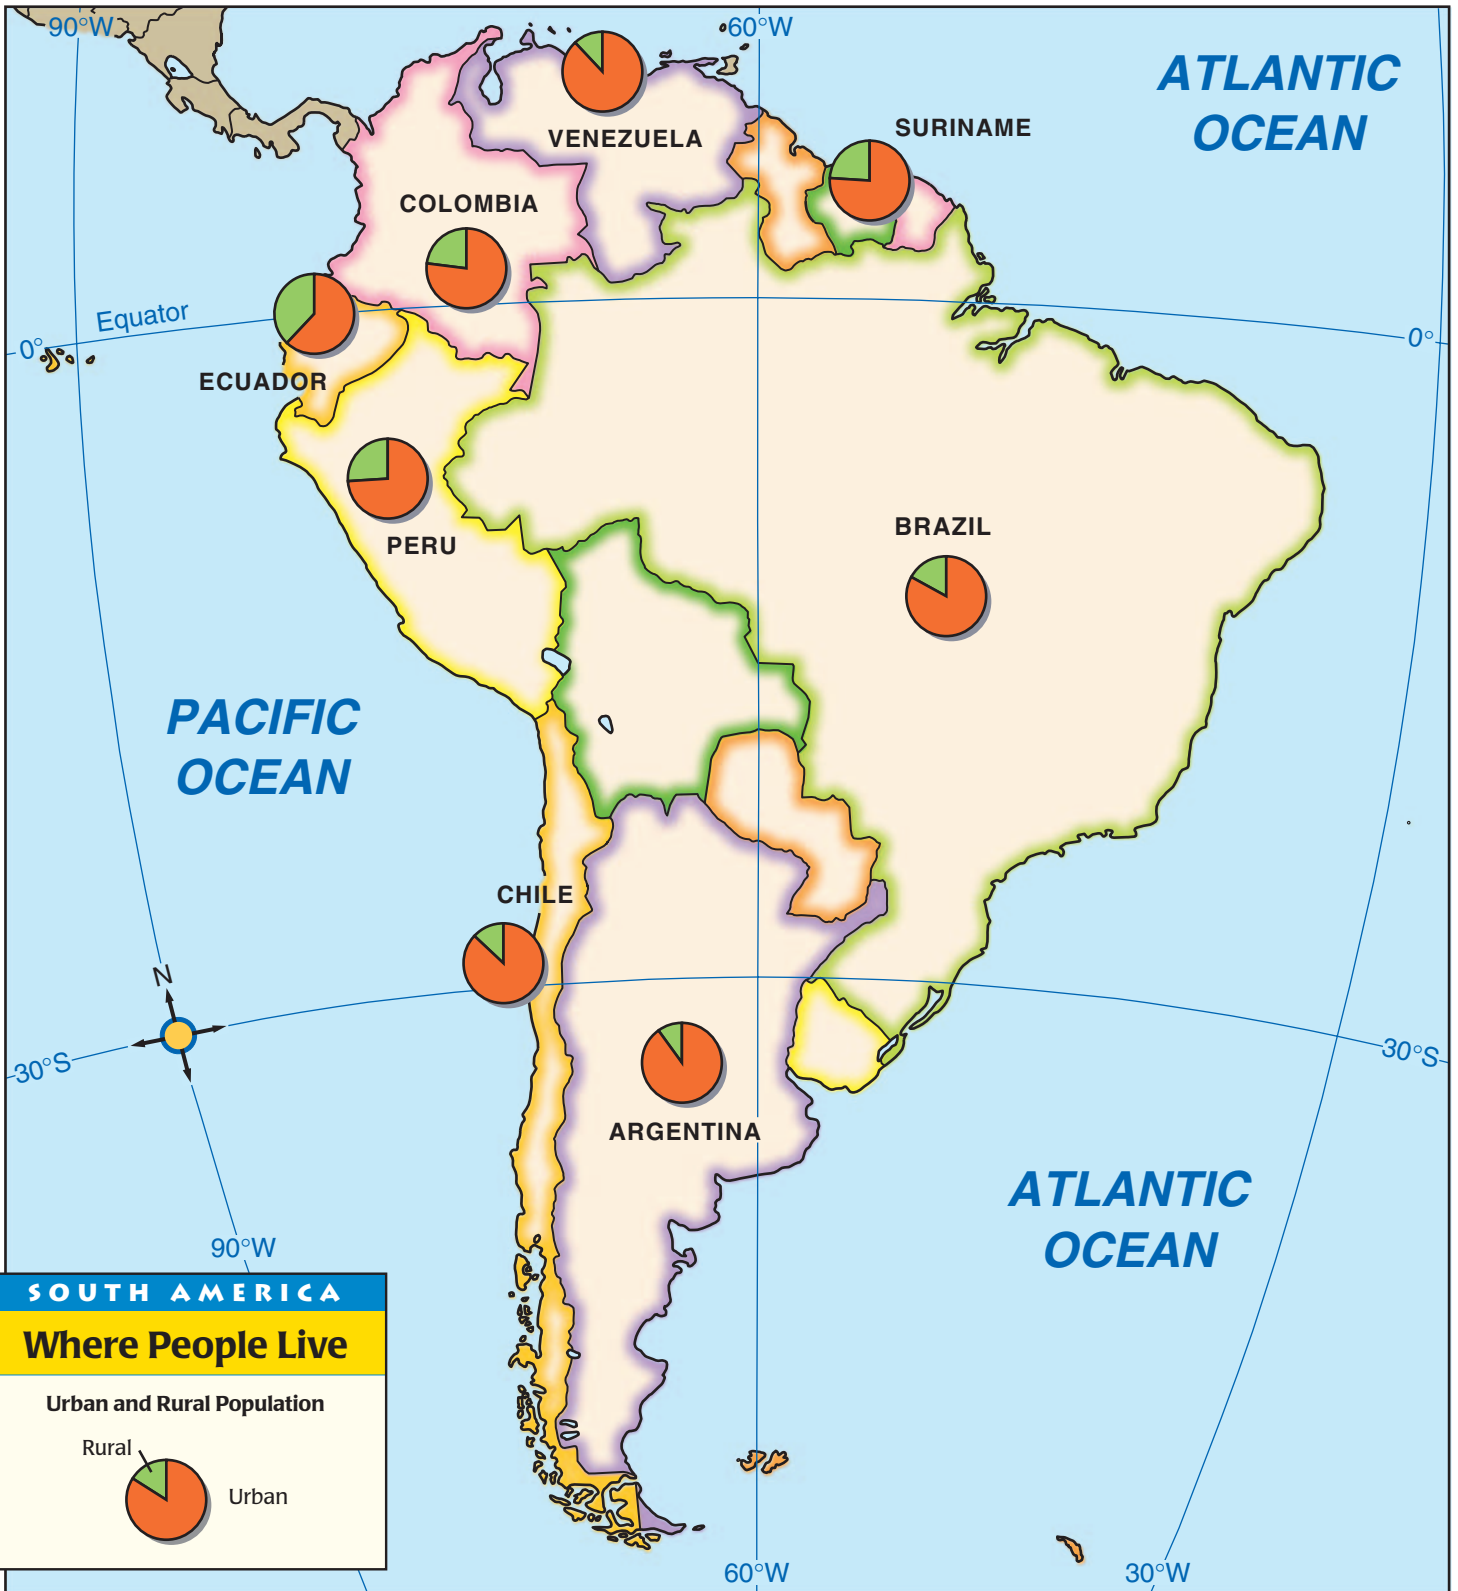 90°W
60°W
ATLANTIC
OCEAN
SURINAME
VENEZUELA
COLOMBIA
Equator
0°
0°
ECUADOR
PERU
BRAZIL
PACIFIC
OCEAN
CHILE
N
30°S
30°S
ARGENTINA
ATLANTIC
OCEAN
90°W
SOUTH AMERICA
Where People Live
Urban and Rural Population
Rural
Urban
60°W
30°W